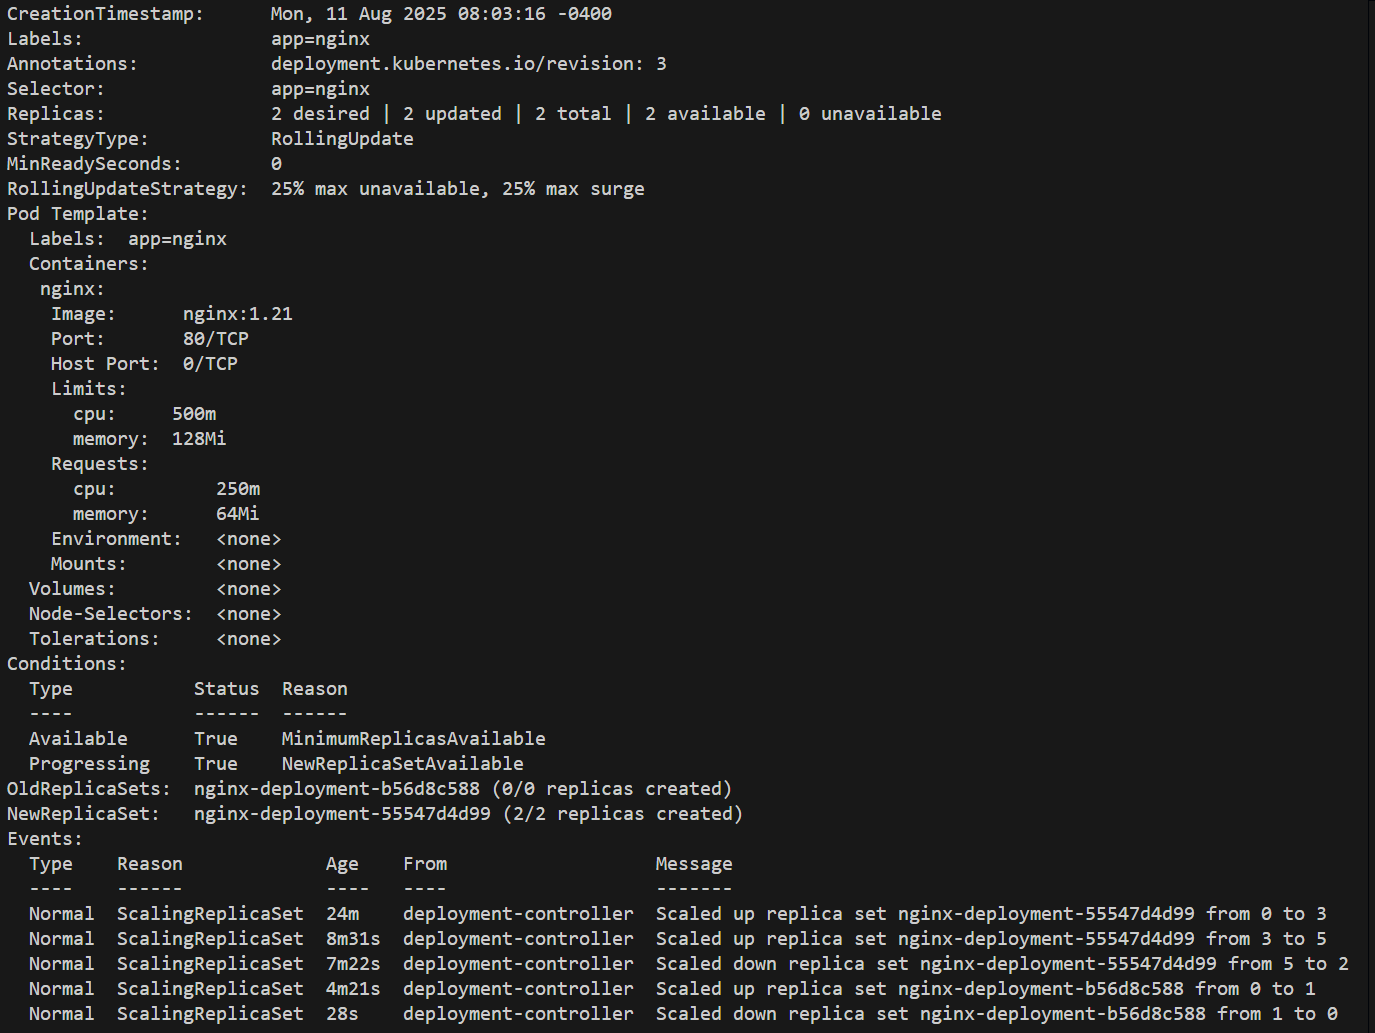 CreationTimestamp:      Mon, 11 Aug 2025 08:03:16 -0400
Labels:                 app=nginx
Annotations:            deployment.kubernetes.io/revision: 3
Selector:               app=nginx
Replicas:               2 desired | 2 updated | 2 total | 2 available | 0 unavailable
StrategyType:           RollingUpdate
MinReadySeconds:        0
RollingUpdateStrategy:  25% max unavailable, 25% max surge
Pod Template:
  Labels:  app=nginx
  Containers:
   nginx:
    Image:      nginx:1.21
    Port:       80/TCP
    Host Port:  0/TCP
    Limits:
      cpu:     500m
      memory:  128Mi
    Requests:
      cpu:         250m
      memory:      64Mi
    Environment:   <none>
    Mounts:        <none>
  Volumes:         <none>
  Node-Selectors:  <none>
  Tolerations:     <none>
Conditions:
  Type           Status  Reason
  ----           ------  ------
  Available      True    MinimumReplicasAvailable
  Progressing    True    NewReplicaSetAvailable
OldReplicaSets:  nginx-deployment-b56d8c588 (0/0 replicas created)
NewReplicaSet:   nginx-deployment-55547d4d99 (2/2 replicas created)
Events:
  Type    Reason             Age    From                   Message
  ----    ------             ----   ----                   -------
  Normal  ScalingReplicaSet  24m    deployment-controller  Scaled up replica set nginx-deployment-55547d4d99 from 0 to 3
  Normal  ScalingReplicaSet  8m31s  deployment-controller  Scaled up replica set nginx-deployment-55547d4d99 from 3 to 5
  Normal  ScalingReplicaSet  7m22s  deployment-controller  Scaled down replica set nginx-deployment-55547d4d99 from 5 to 2
  Normal  ScalingReplicaSet  4m21s  deployment-controller  Scaled up replica set nginx-deployment-b56d8c588 from 0 to 1
  Normal  ScalingReplicaSet  28s    deployment-controller  Scaled down replica set nginx-deployment-b56d8c588 from 1 to 0